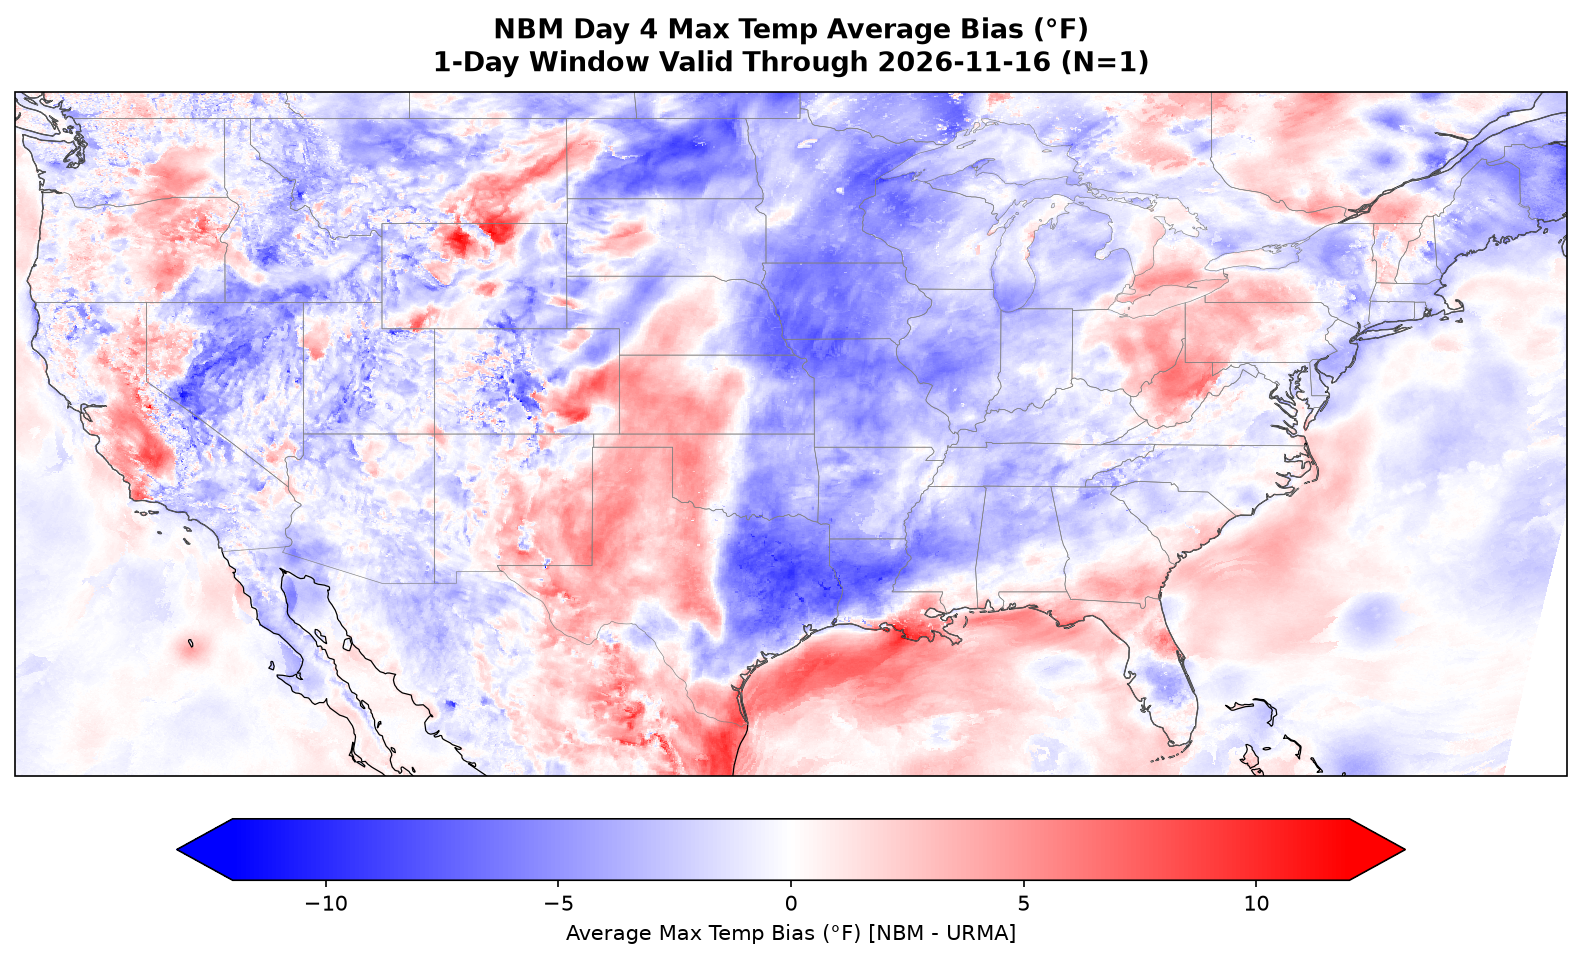 NBM Day 4 Max Temp Average Bias (°F)
1-Day Window Valid Through 2026-11-16 (N=1)
−10 −5 0 5 10
Average Max Temp Bias (°F) [NBM - URMA]